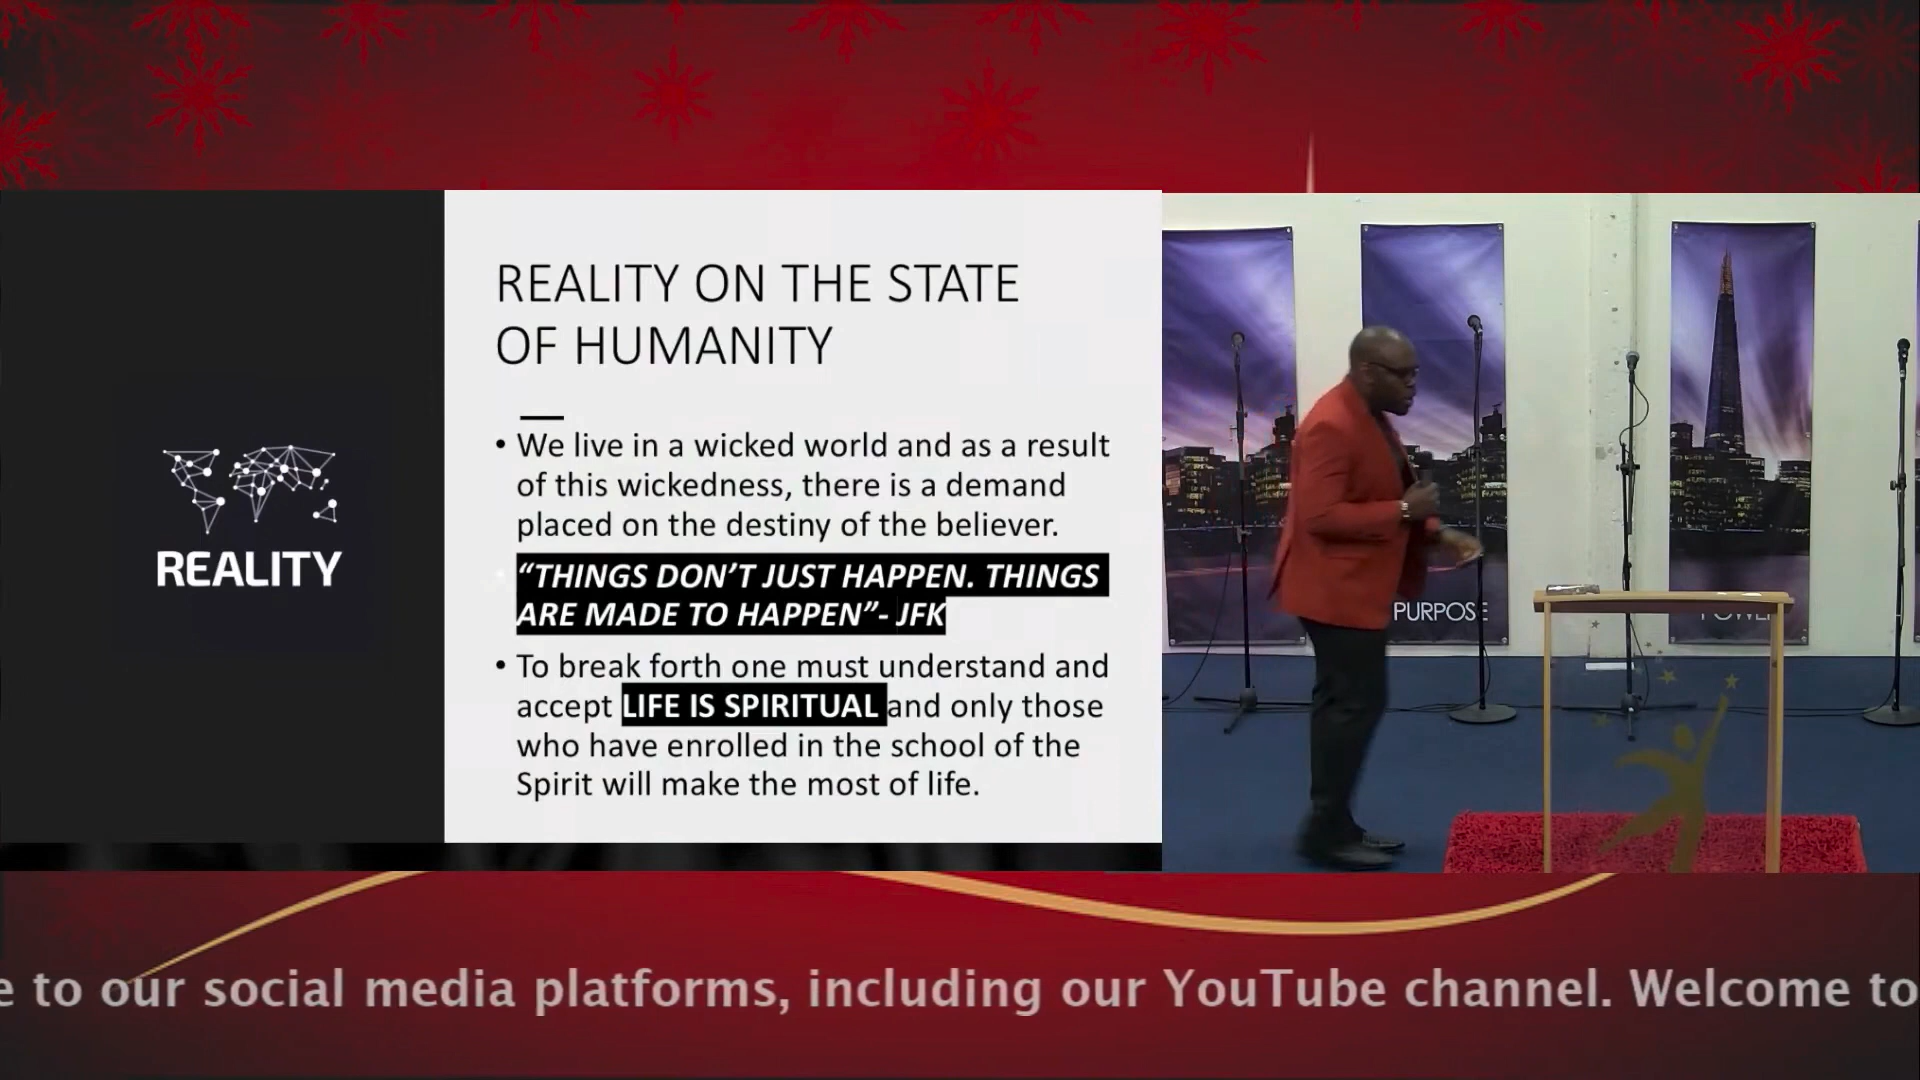 REALITY
REALITY ON THE STATE
OF HUMANITY
• We live in a wicked world and as a result
of this wickedness, there is a demand
placed on the destiny of the believer.
“THINGS DON’T JUST HAPPEN. THINGS
ARE MADE TO HAPPEN”- JFK
• To break forth one must understand and
accept LIFE IS SPIRITUAL and only those
who have enrolled in the school of the
Spirit will make the most of life.
PURPOSE
POWER
e to our social media platforms, including our YouTube channel. Welcome to